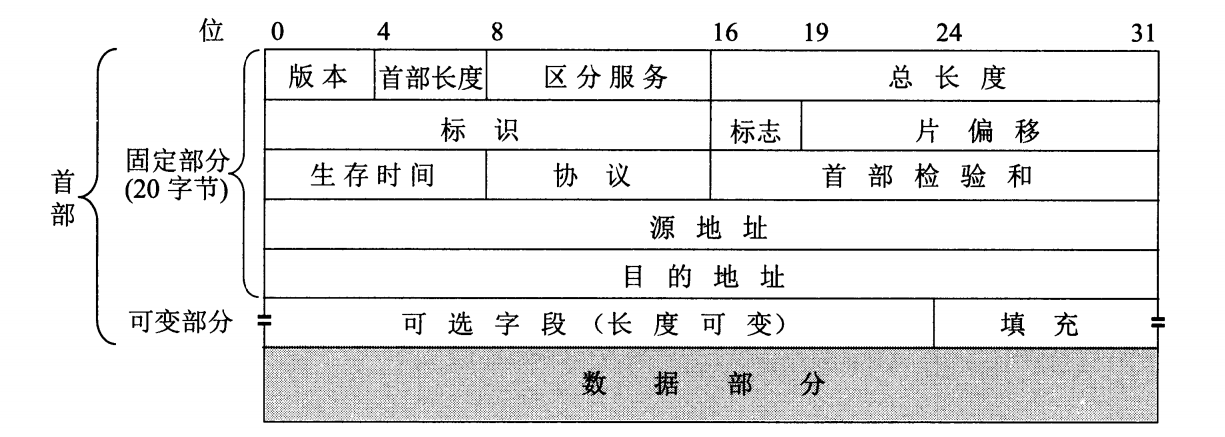 位 0 4 8 16 19 24 31
版本 首部长度 区分服务 总长度
标识 标志 片偏移
固定部分
(20 字节)
生存时间 协议 首部检验和
首部
源地址
目的地址
可变部分 可选字段(长度可变) 填充
数据部分